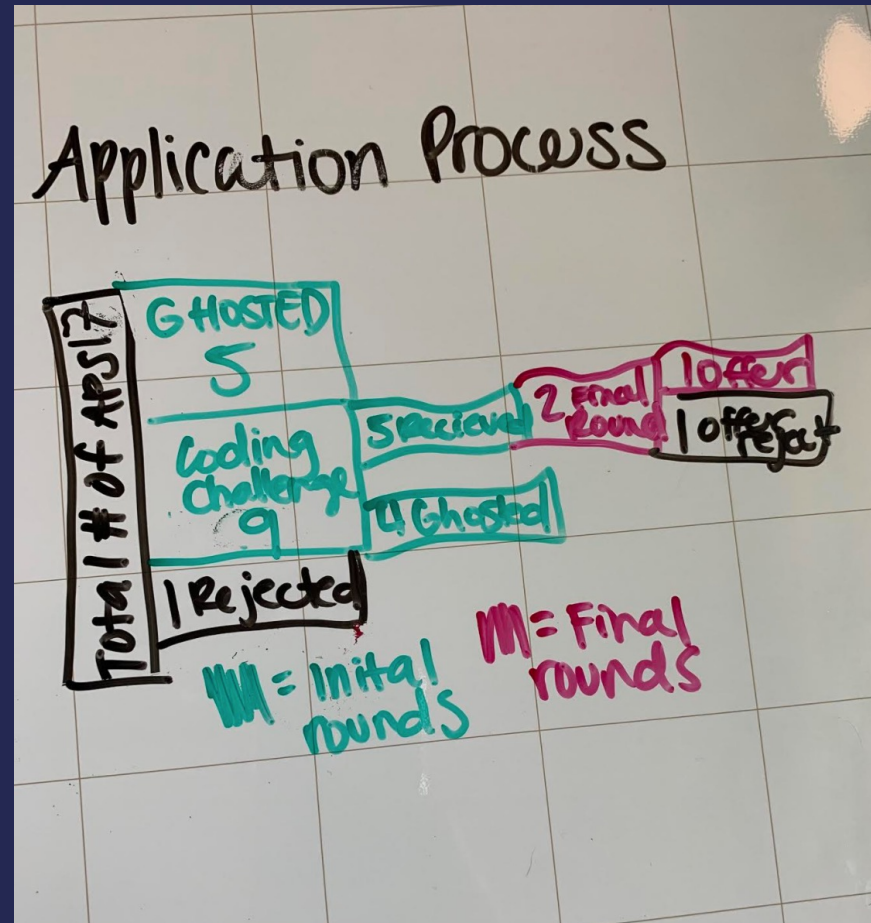 Application Process
Total # of APS 17
GHOSTED
5
Coding
Challenge
9
1 Rejected
5 Recieved
4 Ghosted
2 Final
Round
1 Offer
1 offer
reject
= Inital
rounds
= Final
rounds